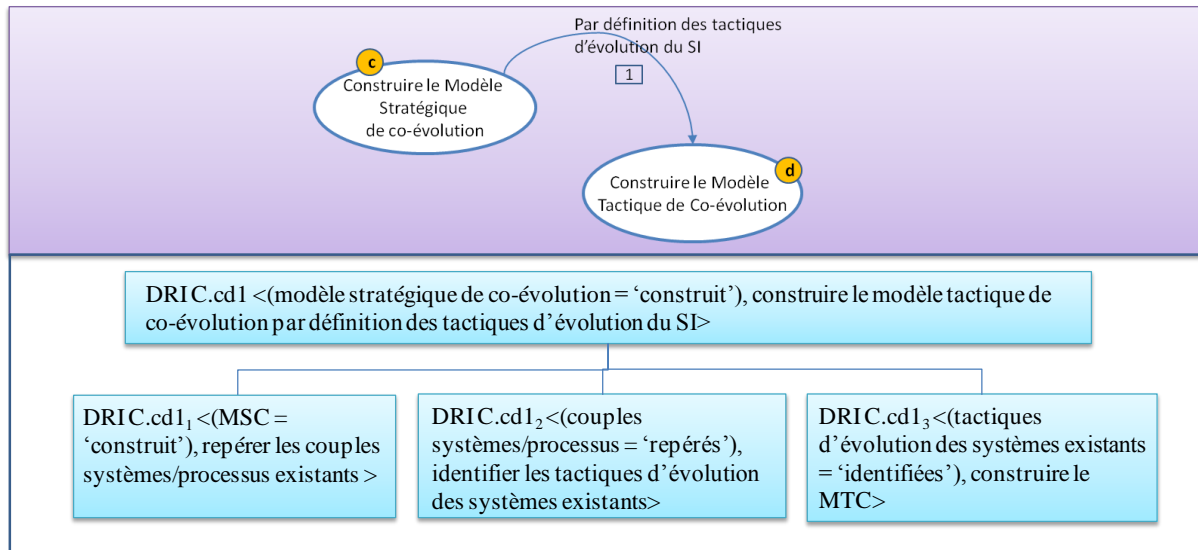 Par définition des tactiques
d'évolution du SI
1
c
Construire le Modèle
Stratégique
de co-évolution
d
Construire le Modèle
Tactique de Co-évolution
DRIC.cd1 <(modèle stratégique de co-évolution = ‘construit’), construire le modèle tactique de
co-évolution par définition des tactiques d’évolution du SI>
DRIC.cd1₁ <(MSC =
‘construit’), repérer les couples
systèmes/processus existants >
DRIC.cd1₂ <(couples
systèmes/processus = ‘repérés’),
identifier les tactiques d’évolution
des systèmes existants>
DRIC.cd1₃<(tactiques
d’évolution des systèmes existants
= ‘identifiées’), construire le
MTC>